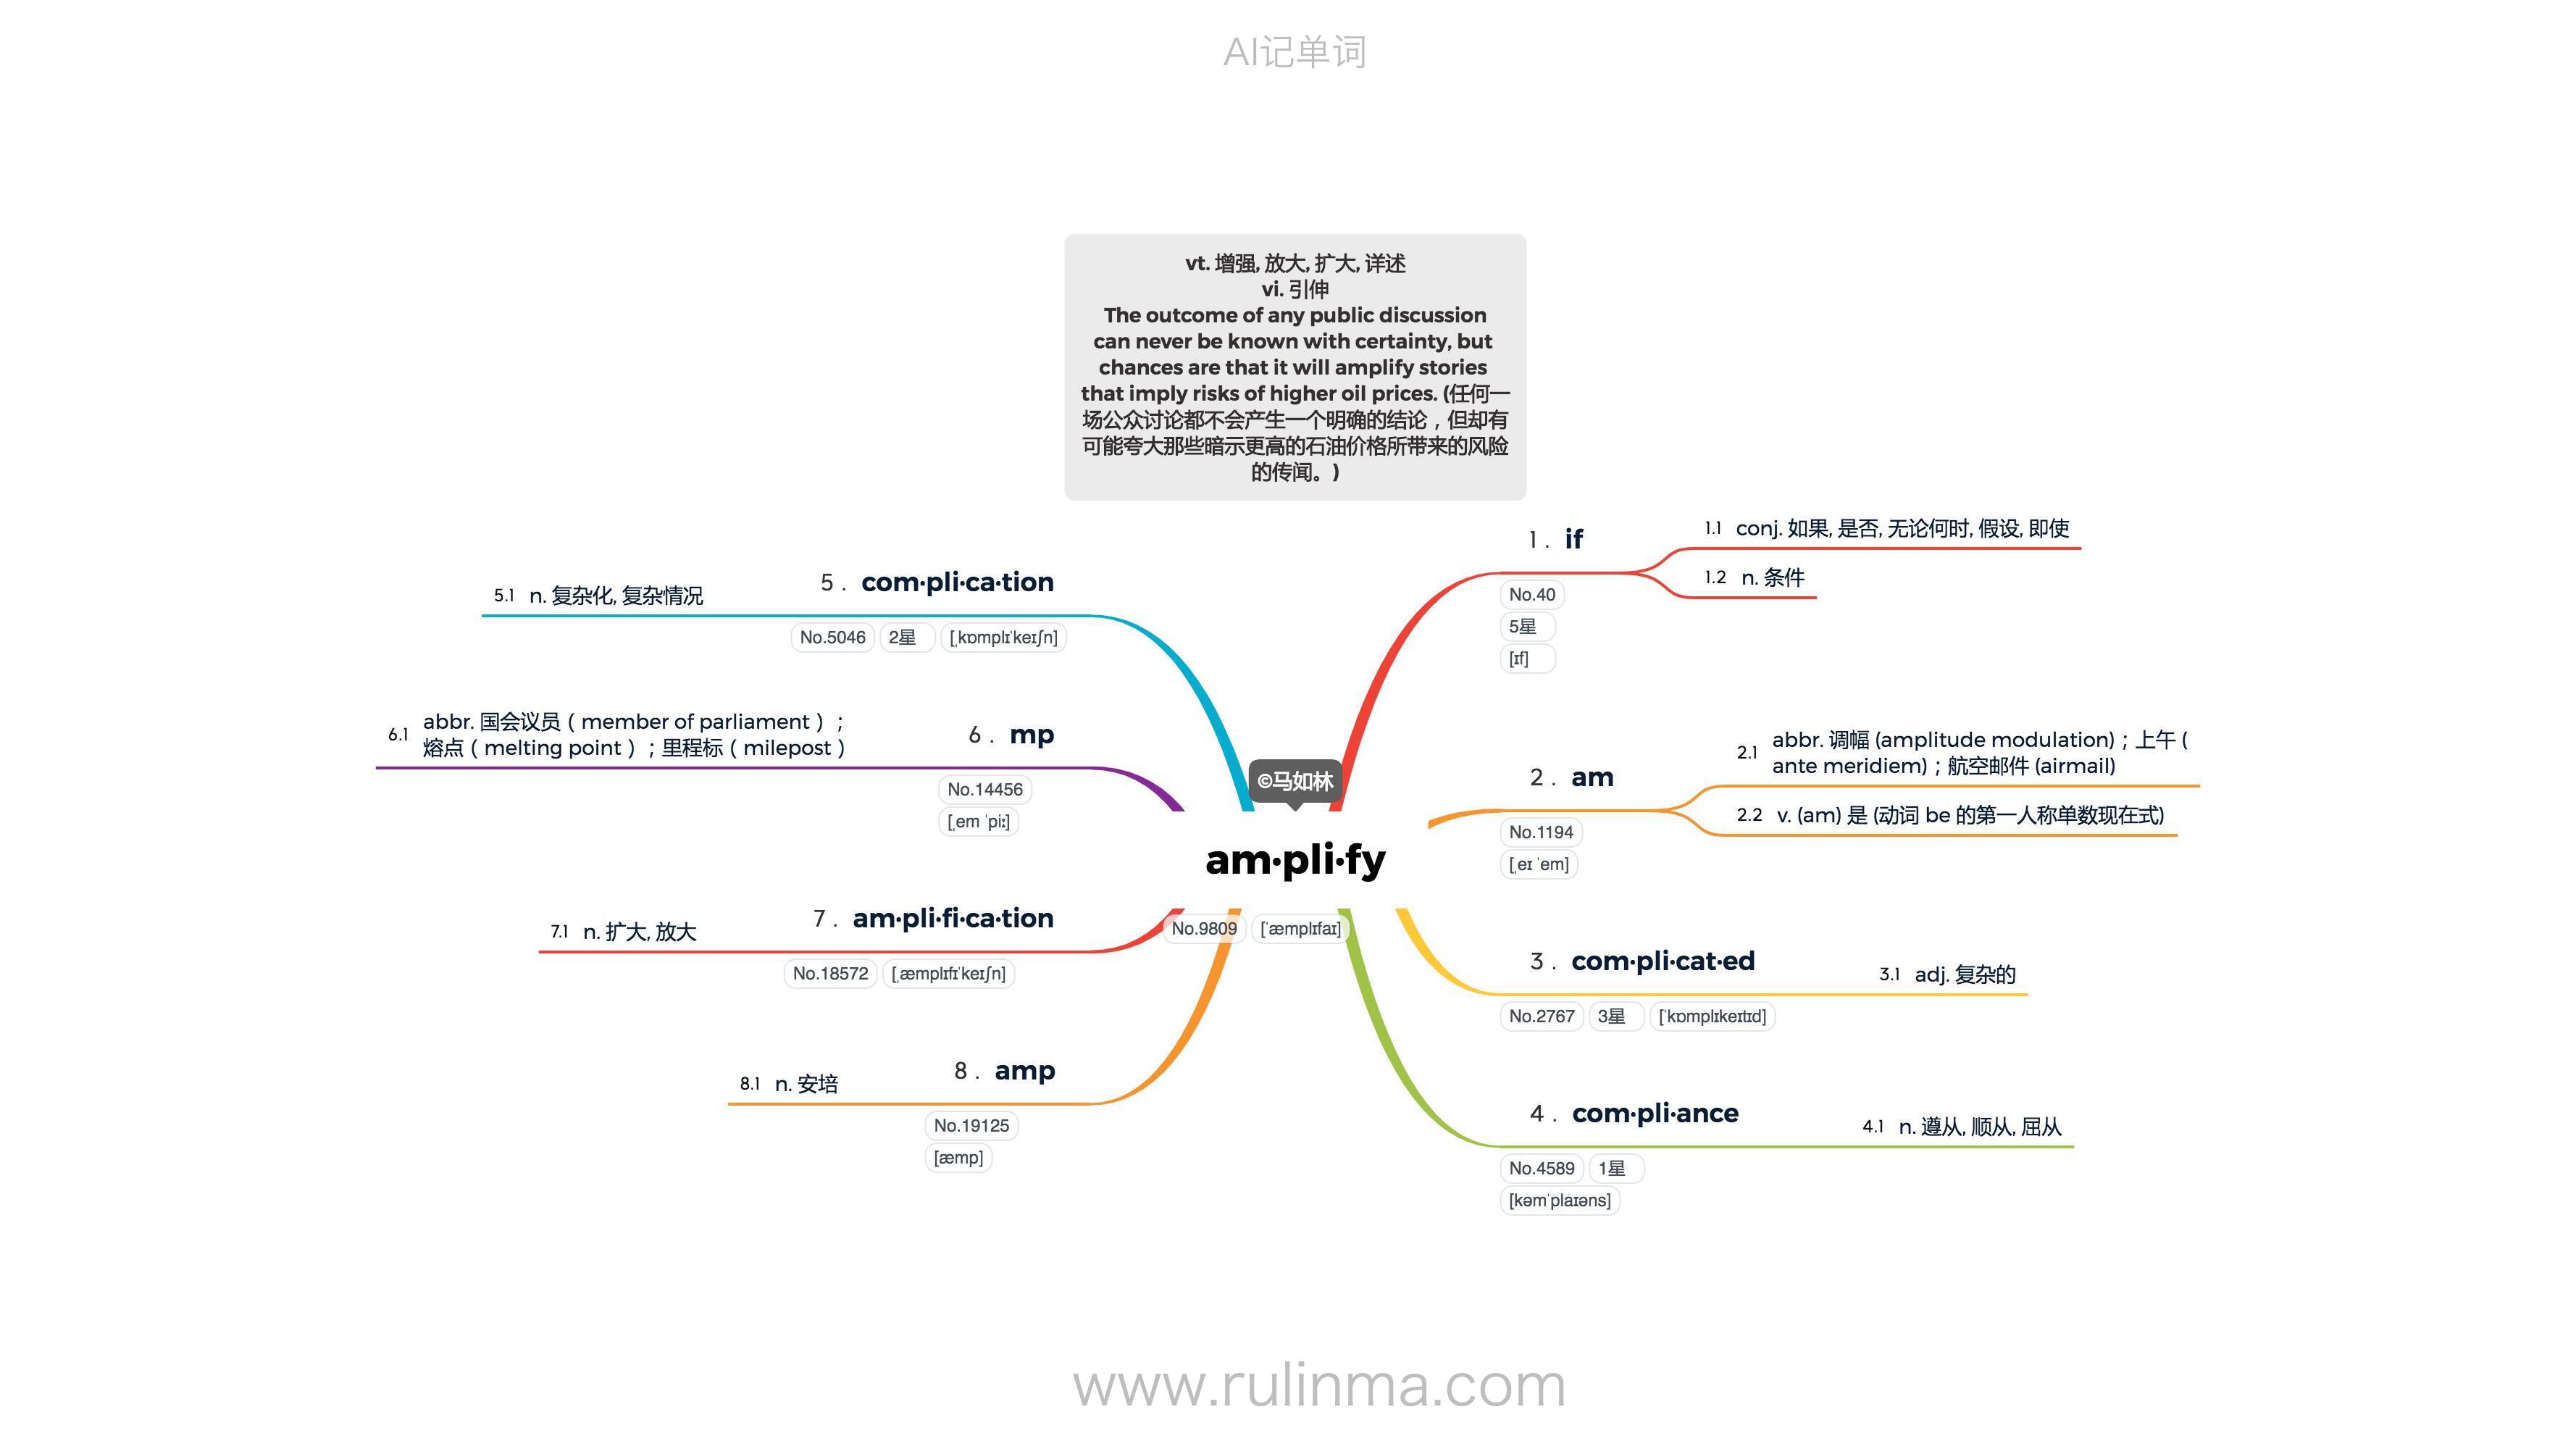 AI记单词
vt. 增强, 放大, 扩大, 详述
vi. 引伸
The outcome of any public discussion
can never be known with certainty, but
chances are that it will amplify stories
that imply risks of higher oil prices. (任何一
场公众讨论都不会产生一个明确的结论，但却有
可能夸大那些暗示更高的石油价格所带来的风险
的传闻。)
©马如林
am·pli·fy
No.9809 [ˈæmplɪfaɪ]
1 . if
No.40
5星
[ɪf]
1.1 conj. 如果, 是否, 无论何时, 假设, 即使
1.2 n. 条件
2 . am
No.1194
[ˌeɪ ˈem]
2.1 abbr. 调幅 (amplitude modulation)；上午 (
ante meridiem)；航空邮件 (airmail)
2.2 v. (am) 是 (动词 be 的第一人称单数现在式)
3 . com·pli·cat·ed
No.2767 3星 [ˈkɒmplɪkeɪtɪd]
3.1 adj. 复杂的
4 . com·pli·ance
No.4589 1星
[kəmˈplaɪəns]
4.1 n. 遵从, 顺从, 屈从
5 . com·pli·ca·tion
No.5046 2星 [ˌkɒmplɪˈkeɪʃn]
5.1 n. 复杂化, 复杂情况
6 . mp
No.14456
[ˌem ˈpiː]
6.1 abbr. 国会议员（member of parliament）；
熔点（melting point）；里程标（milepost）
7 . am·pli·fi·ca·tion
No.18572 [ˌæmplɪfɪˈkeɪʃn]
7.1 n. 扩大, 放大
8 . amp
No.19125
[æmp]
8.1 n. 安培
www.rulinma.com